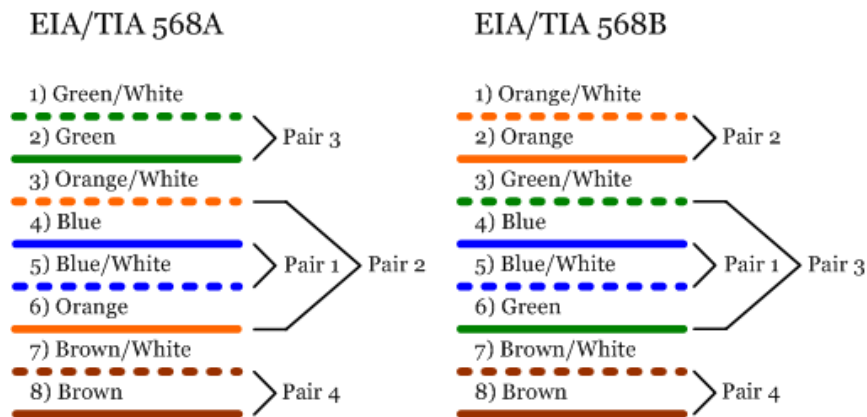 EIA/TIA 568A
1) Green/White
2) Green
Pair 3
3) Orange/White
4) Blue
5) Blue/White
Pair 1
Pair 2
6) Orange
7) Brown/White
8) Brown
Pair 4
EIA/TIA 568B
1) Orange/White
2) Orange
Pair 2
3) Green/White
4) Blue
5) Blue/White
Pair 1
Pair 3
6) Green
7) Brown/White
8) Brown
Pair 4